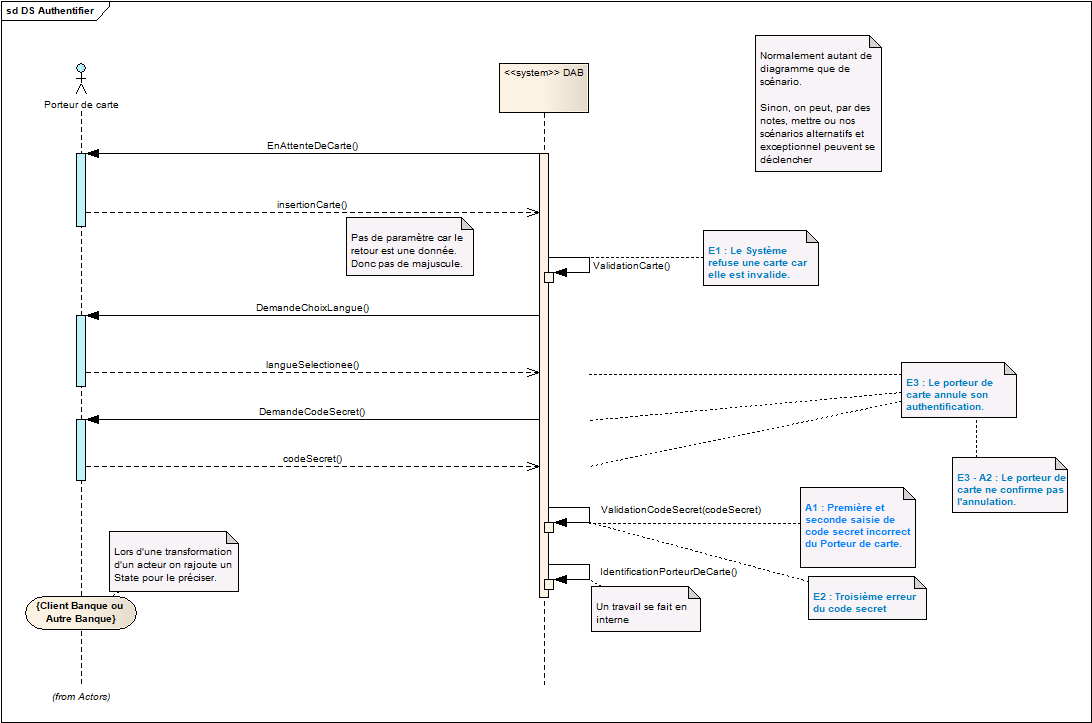 sd DS Authentifier
Porteur de carte
<<system>> DAB
Normalement autant de
diagramme que de
scénario.
Sinon, on peut, par des
notes, mettre ou nos
scénarios alternatifs et
exceptionnel peuvent se
déclencher
EnAttenteDeCarte()
insertionCarte()
Pas de paramètre car le
retour est une donnée.
Donc pas de majuscule.
ValidationCarte()
E1 : Le Système
refuse une carte car
elle est invalide.
DemandeChoixLangue()
langueSelectionee()
E3 : Le porteur de
carte annule son
authentification.
DemandeCodeSecret()
codeSecret()
E3 - A2 : Le porteur de
carte ne confirme pas
l'annulation.
ValidationCodeSecret(codeSecret)
A1 : Première et
seconde saisie de
code secret incorrect
du Porteur de carte.
Lors d'une transformation
d'un acteur on rajoute un
State pour le préciser.
IdentificationPorteurDeCarte()
E2 : Troisième erreur
du code secret
Un travail se fait en
interne
{Client Banque ou
Autre Banque}
(from Actors)